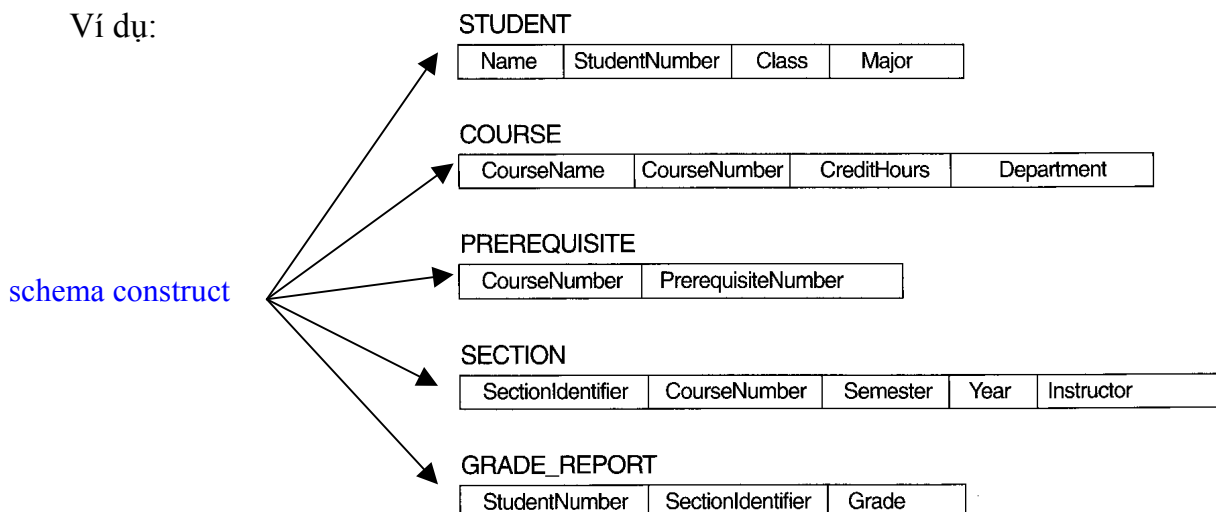 Ví dụ:
STUDENT
Name StudentNumber Class Major
COURSE
CourseName CourseNumber CreditHours Department
PREREQUISITE
CourseNumber PrerequisiteNumber
schema construct
SECTION
SectionIdentifier CourseNumber Semester Year Instructor
GRADE_REPORT
StudentNumber SectionIdentifier Grade